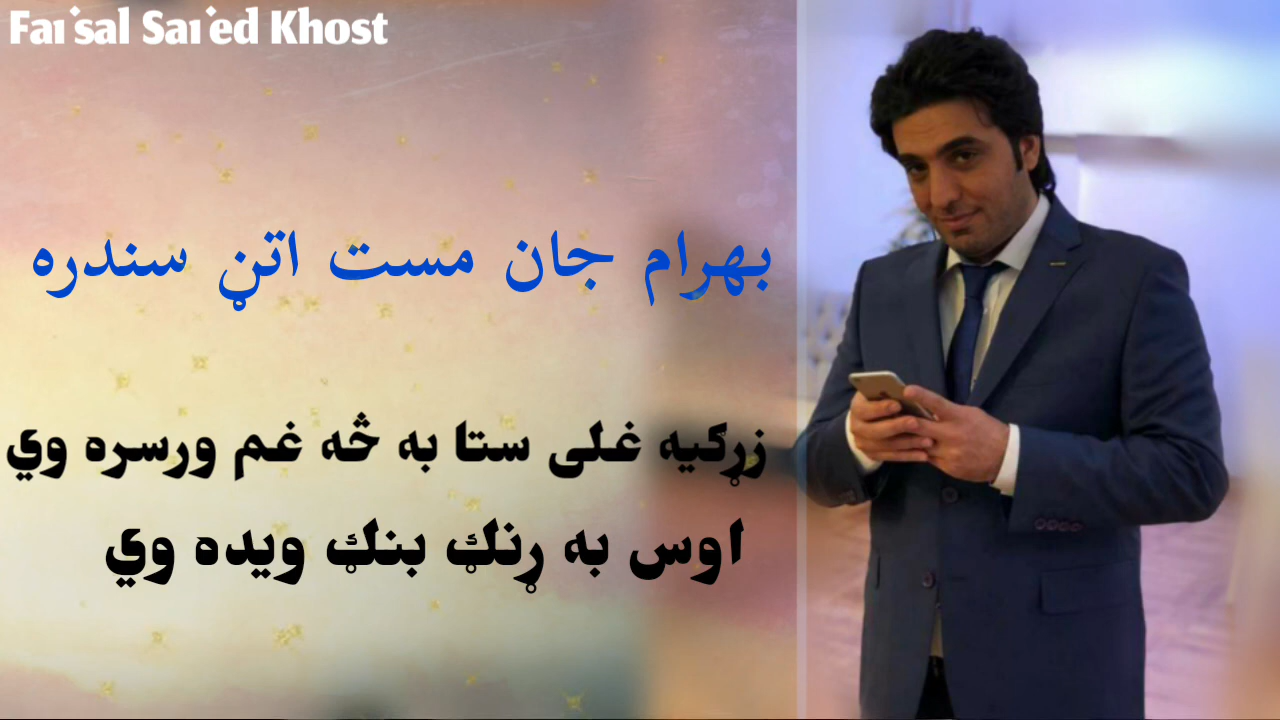 Faisal Saied Khost
بهرام جان مست اتڼ سندره
زړګیه غلی ستا به څه غم ورسره وي
اوس به ړنګ بنګ ویده وي